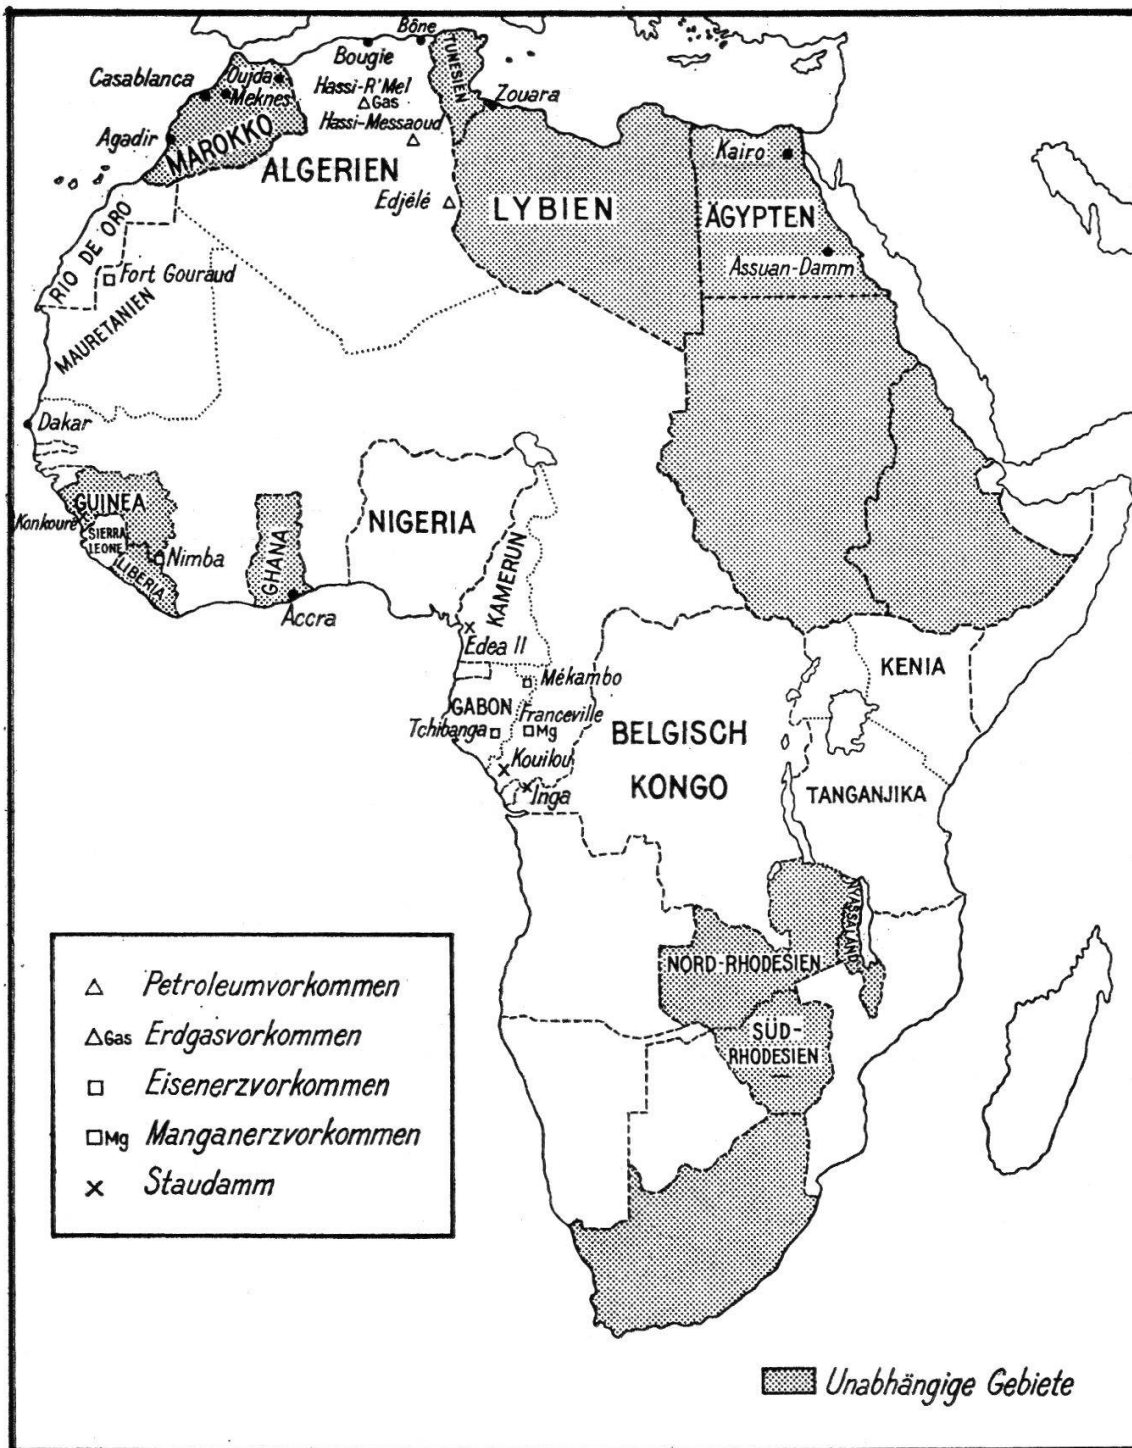 Bône
Bougie
TUNESIEN
Casablanca
Oujda
Meknes
Hassi-R'Mel
Gas
Zouara
Hassi-Messaoud
Agadir
MAROKKO
ALGERIEN
Kairo
Edjélé
LYBIEN
ÄGYPTEN
RIO DE ORO
Fort Gouraud
Assuan-Damm
MAURETANIEN
Dakar
GUINEA
Konkouré
SIERRA
LEONE
Nimba
LIBERIA
GHANA
Accra
NIGERIA
KAMERUN
Edea II
KENIA
Mékambo
GABON
Franceville
Tchibanga
Mg
BELGISCH
KONGO
Kouilou
Inga
TANGANJIKA
NYASSALAND
NORD-RHODESIEN
SÜD-
RHODESIEN
Petroleumvorkommen
Gas Erdgasvorkommen
Eisenerzvorkommen
Mg Manganerzvorkommen
Staudamm
Unabhängige Gebiete